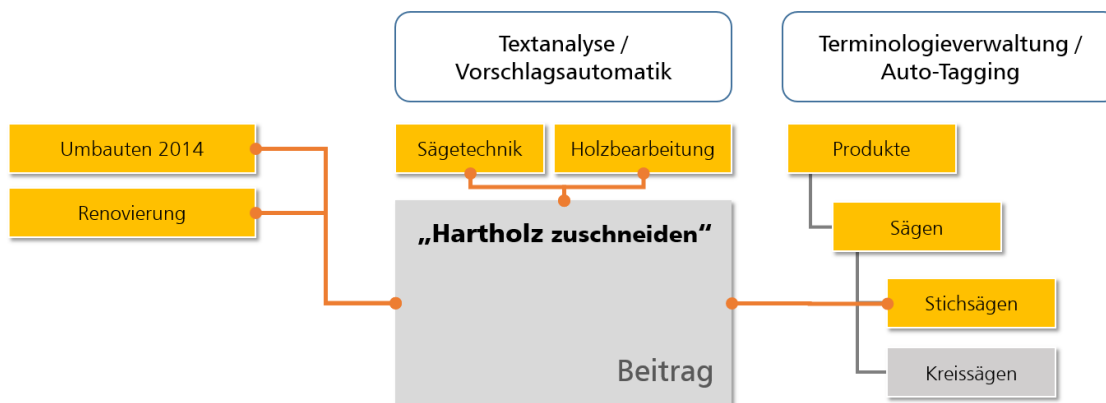 Textanalyse /
Vorschlagsautomatik
Terminologieverwaltung /
Auto-Tagging
Umbauten 2014
Renovierung
Sägetechnik
Holzbearbeitung
„Hartholz zuschneiden“
Beitrag
Produkte
Sägen
Stichsägen
Kreissägen